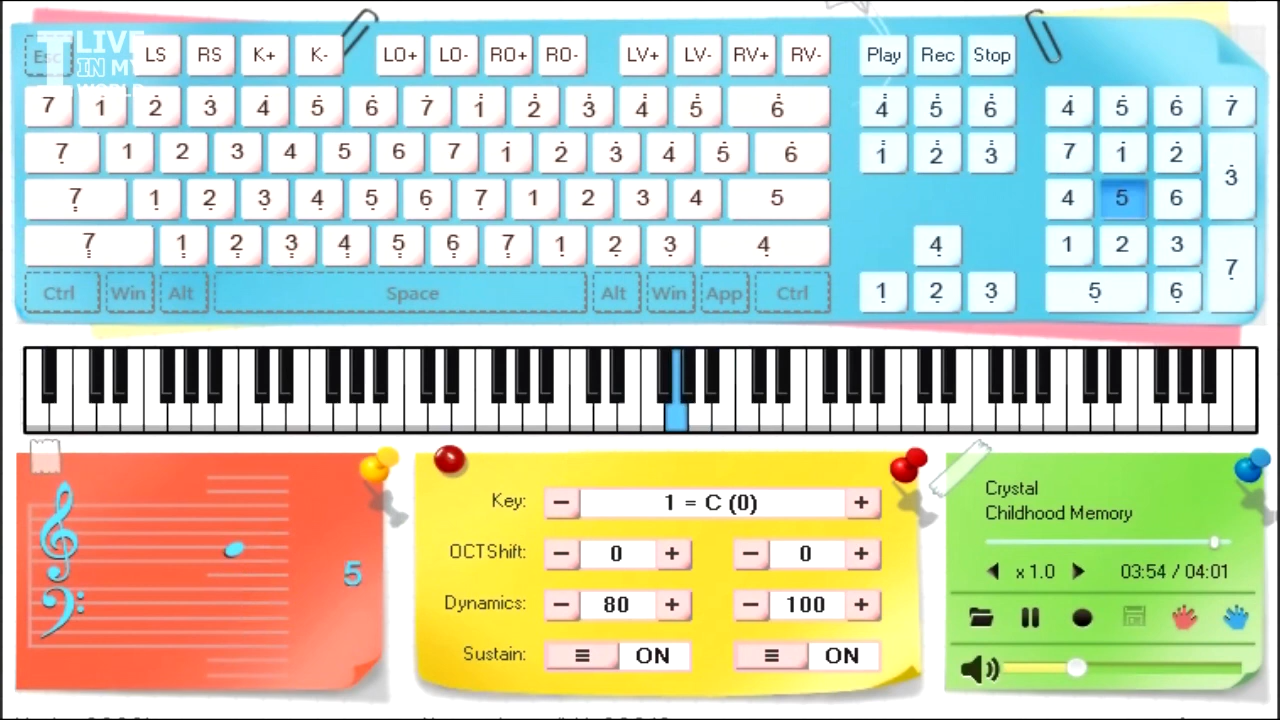 Esc LS RS K+ K- LO+ LO- RO+ RO- LV+ LV- RV+ RV- Play Rec Stop
LIVE
IN MY
WORLD
7 1 2 3 4 5 6 7 1 2 3 4 5 6 4 5 6 4 5 6 7
7 1 2 3 4 5 6 7 1 2 3 4 5 6 1 2 3 7 1 2 3
7 1 2 3 4 5 6 7 1 2 3 4 5 4 5 6
7 1 2 3 4 5 6 7 1 2 3 4 4 1 2 3 7
Ctrl Win Alt Space Alt Win App Ctrl 1 2 3 5 6
5
Key: − 1 = C (0) +
OCTShift: − 0 + − 0 +
Dynamics: − 80 + − 100 +
Sustain: ≡ ON ≡ ON
Crystal
Childhood Memory
x 1.0 03:54 / 04:01